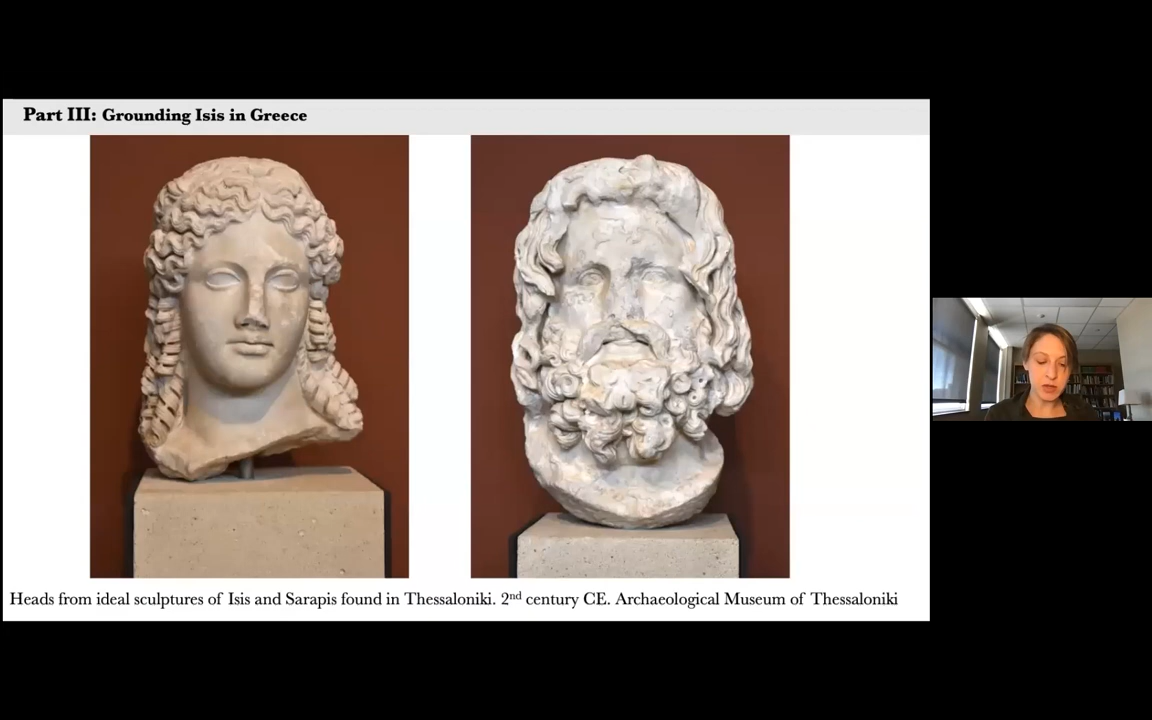 Part III: Grounding Isis in Greece
Heads from ideal sculptures of Isis and Sarapis found in Thessaloniki. 2nd century CE. Archaeological Museum of Thessaloniki